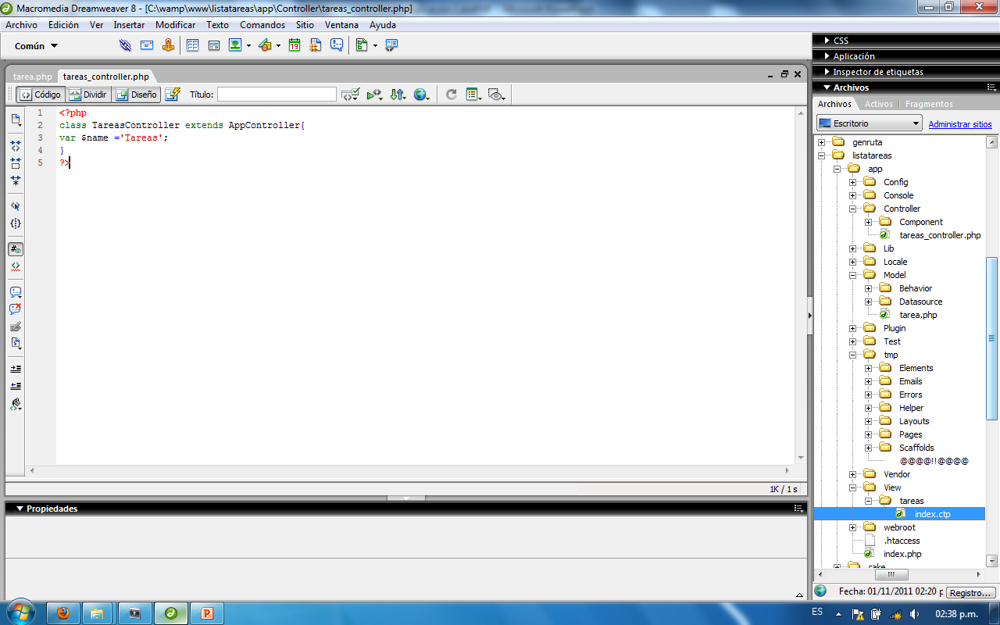 Macromedia Dreamweaver 8 - [C:\wamp\www\listatareas\app\Controller\tareas_controller.php]
Archivo Edición Ver Insertar Modificar Texto Comandos Sitio Ventana Ayuda
Común
tarea.php tareas_controller.php
Código Dividir Diseño Título:
1 <?php
2 class TareasController extends AppController{
3 var $name ='Tareas';
4 }
5 ?>
1K / 1 s
Propiedades
CSS
Aplicación
Inspector de etiquetas
Archivos
Archivos Activos Fragmentos
Escritorio Administrar sitios
genruta
listatareas
app
Config
Console
Controller
Component
tareas_controller.php
Lib
Locale
Model
Behavior
Datasource
tarea.php
Plugin
Test
tmp
Elements
Emails
Errors
Helper
Layouts
Pages
Scaffolds
@@@@!!@@@@
Vendor
View
tareas
index.ctp
webroot
.htaccess
index.php
cake
Fecha: 01/11/2011 02:20 p Registro...
ES 02:38 p.m.